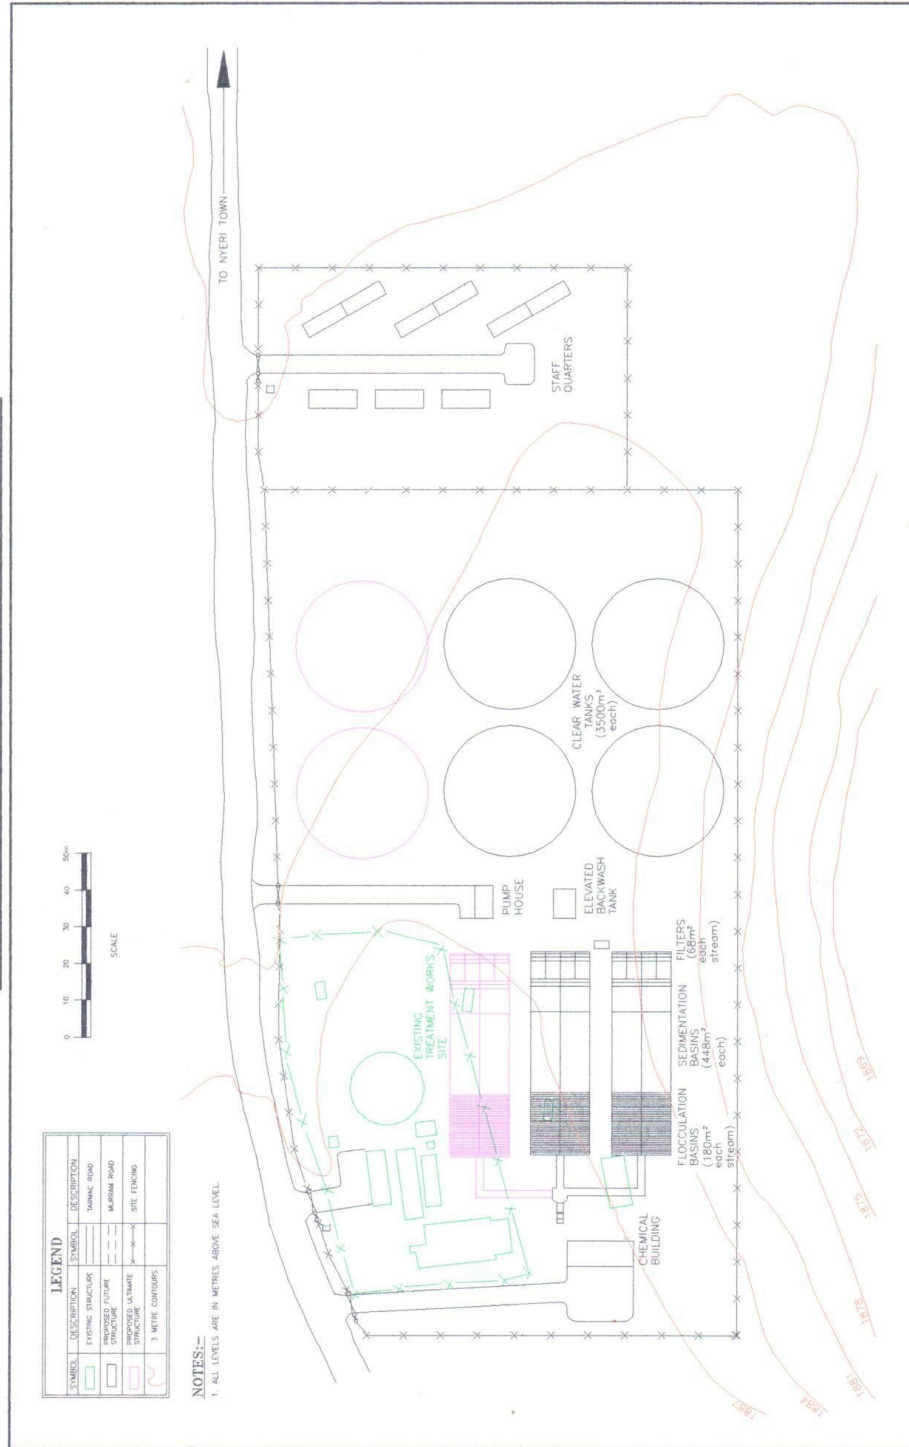 LEGEND
SYMBOL DESCRIPTION SYMBOL DESCRIPTION
EXISTING STRUCTURE TARMAC ROAD
PROPOSED FUTURE STRUCTURE MURRAM ROAD
PROPOSED ULTIMATE STRUCTURE SITE FENCING
3 METRE CONTOURS
NOTES:-
1. ALL LEVELS ARE IN METRES ABOVE SEA LEVEL.
0 10 20 30 40 50m
SCALE
TO NYERI TOWN
STAFF
QUARTERS
CLEAR WATER
TANKS
(3500m³
each)
PUMP
HOUSE
ELEVATED
BACKWASH
TANK
EXISTING
TREATMENT WORKS
SITE
FILTERS
(68m²
each
stream)
SEDIMENTATION
BASINS
(448m²
each)
FLOCCULATION
BASINS
(180m²
each
stream)
CHEMICAL
BUILDING
1887
1884
1881
1878
1875
1872
1869